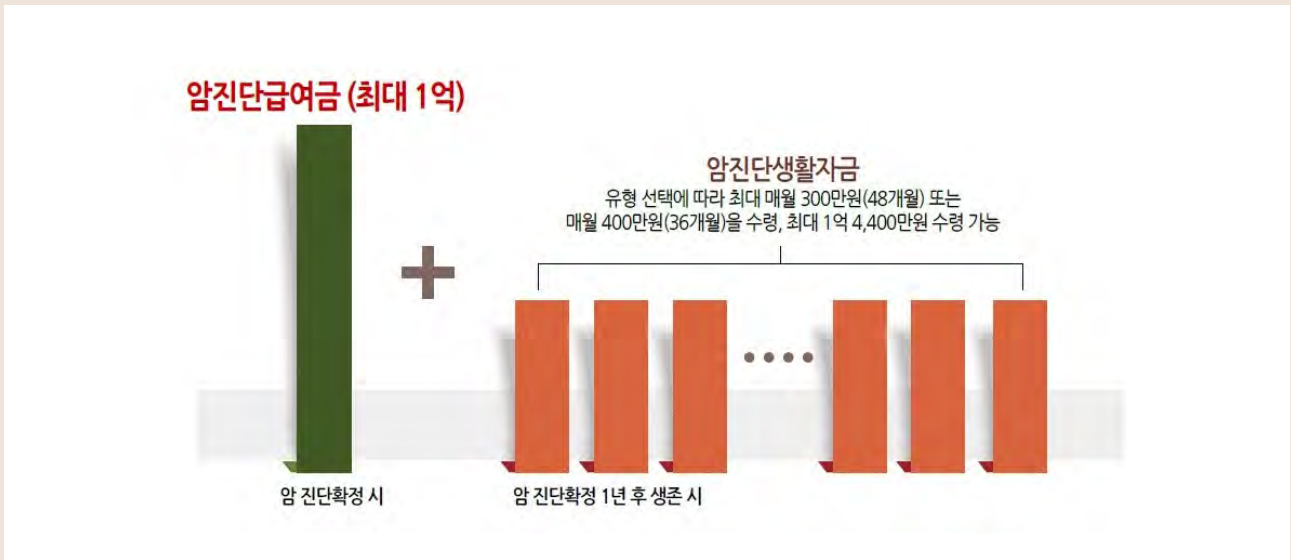 암진단급여금 (최대 1억)
암진단생활자금
유형 선택에 따라 최대 매월 300만원(48개월) 또는
매월 400만원(36개월)을 수령, 최대 1억 4,400만원 수령 가능
암 진단확정 시
암 진단확정 1년 후 생존 시